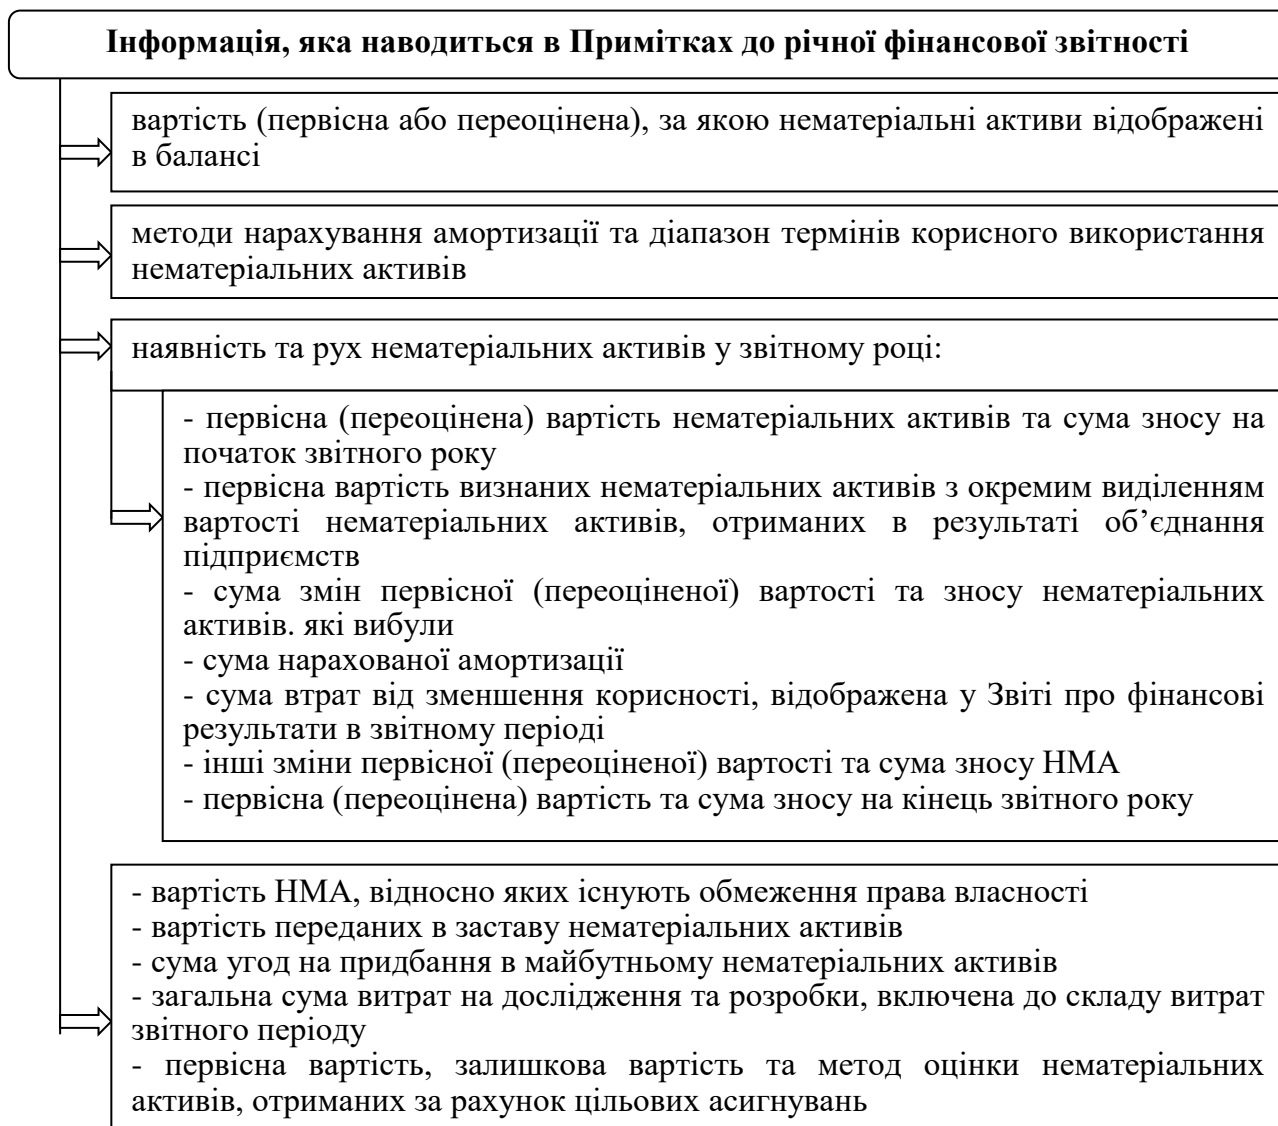 Інформація, яка наводиться в Примітках до річної фінансової звітності
вартість (первісна або переоцінена), за якою нематеріальні активи відображені
в балансі
методи нарахування амортизації та діапазон термінів корисного використання
нематеріальних активів
наявність та рух нематеріальних активів у звітному році:
- первісна (переоцінена) вартість нематеріальних активів та сума зносу на
початок звітного року
- первісна вартість визнаних нематеріальних активів з окремим виділенням
вартості нематеріальних активів, отриманих в результаті об’єднання
підприємств
- сума змін первісної (переоціненої) вартості та зносу нематеріальних
активів. які вибули
- сума нарахованої амортизації
- сума втрат від зменшення корисності, відображена у Звіті про фінансові
результати в звітному періоді
- інші зміни первісної (переоціненої) вартості та сума зносу НМА
- первісна (переоцінена) вартість та сума зносу на кінець звітного року
- вартість НМА, відносно яких існують обмеження права власності
- вартість переданих в заставу нематеріальних активів
- сума угод на придбання в майбутньому нематеріальних активів
- загальна сума витрат на дослідження та розробки, включена до складу витрат
звітного періоду
- первісна вартість, залишкова вартість та метод оцінки нематеріальних
активів, отриманих за рахунок цільових асигнувань